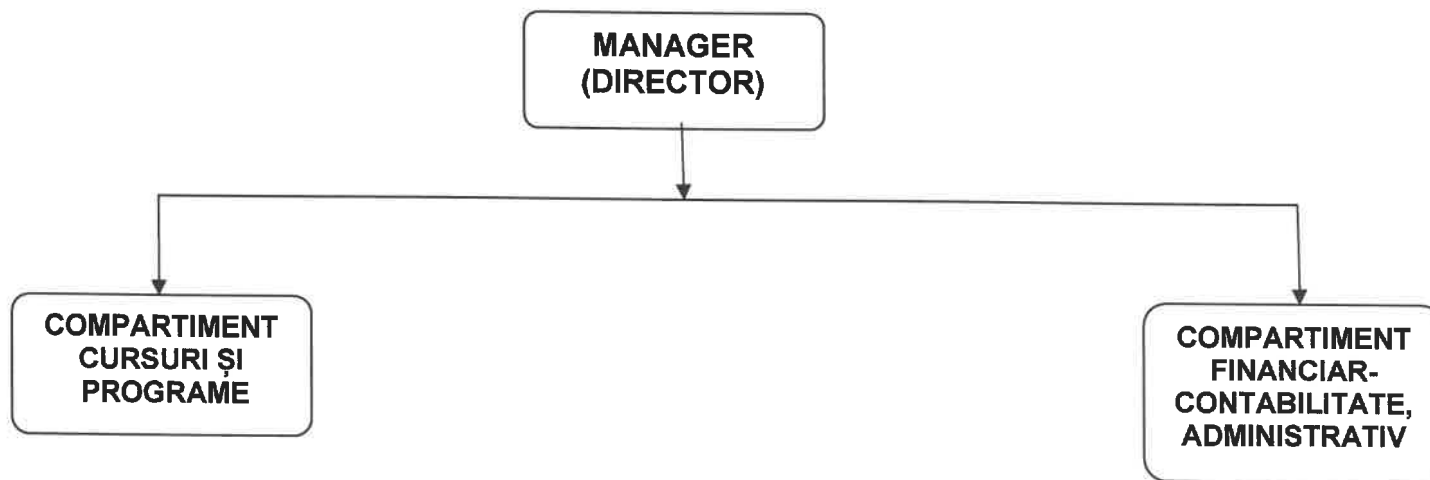 MANAGER
(DIRECTOR)
COMPARTIMENT
CURSURI ȘI
PROGRAME
COMPARTIMENT
FINANCIAR-
CONTABILITATE,
ADMINISTRATIV